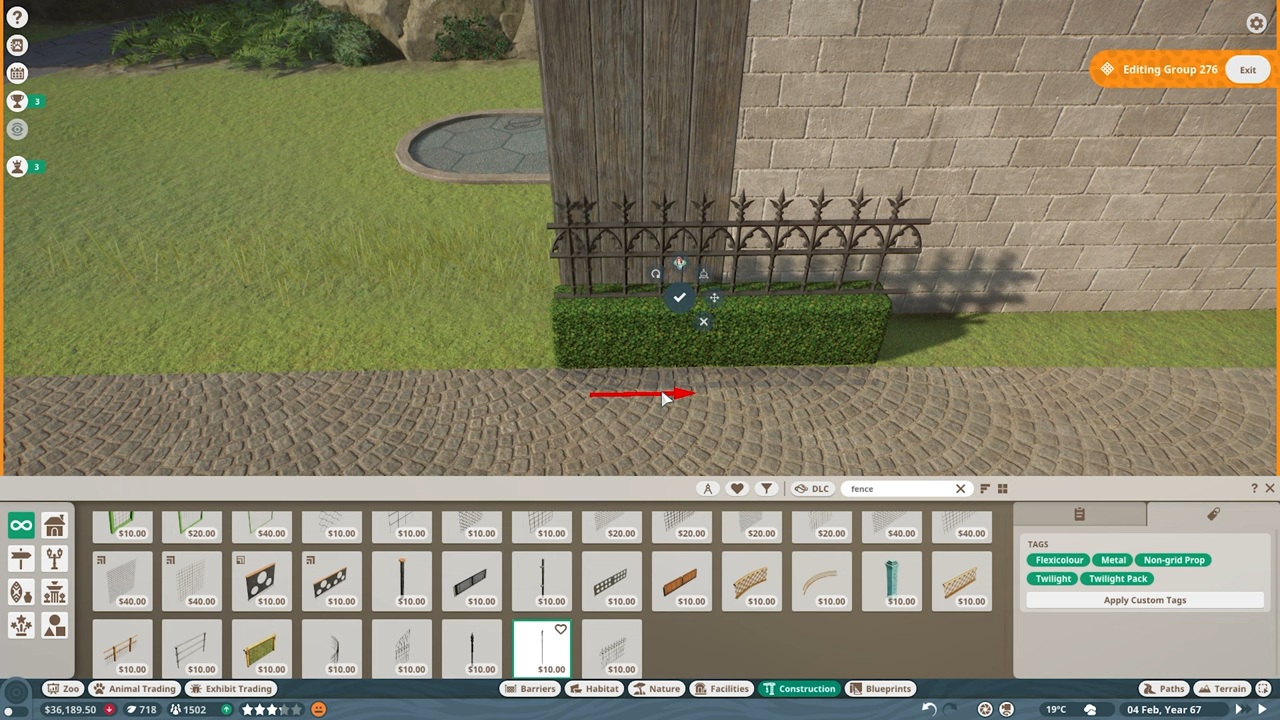 ?
3
3
Editing Group 276
Exit
DLC
fence
?
$10.00 $20.00 $40.00 $10.00 $10.00 $10.00 $10.00 $20.00 $20.00 $20.00 $20.00 $40.00 $40.00
$40.00 $40.00 $10.00 $10.00 $10.00 $10.00 $10.00 $10.00 $10.00 $10.00 $10.00 $10.00 $10.00
$10.00 $10.00 $10.00 $10.00 $10.00 $10.00 $10.00 $10.00
TAGS
Flexicolour Metal Non-grid Prop
Twilight Twilight Pack
Apply Custom Tags
Zoo Animal Trading Exhibit Trading Barriers Habitat Nature Facilities Construction Blueprints Paths Terrain
$36,189.50 718 1502 19°C 04 Feb, Year 67